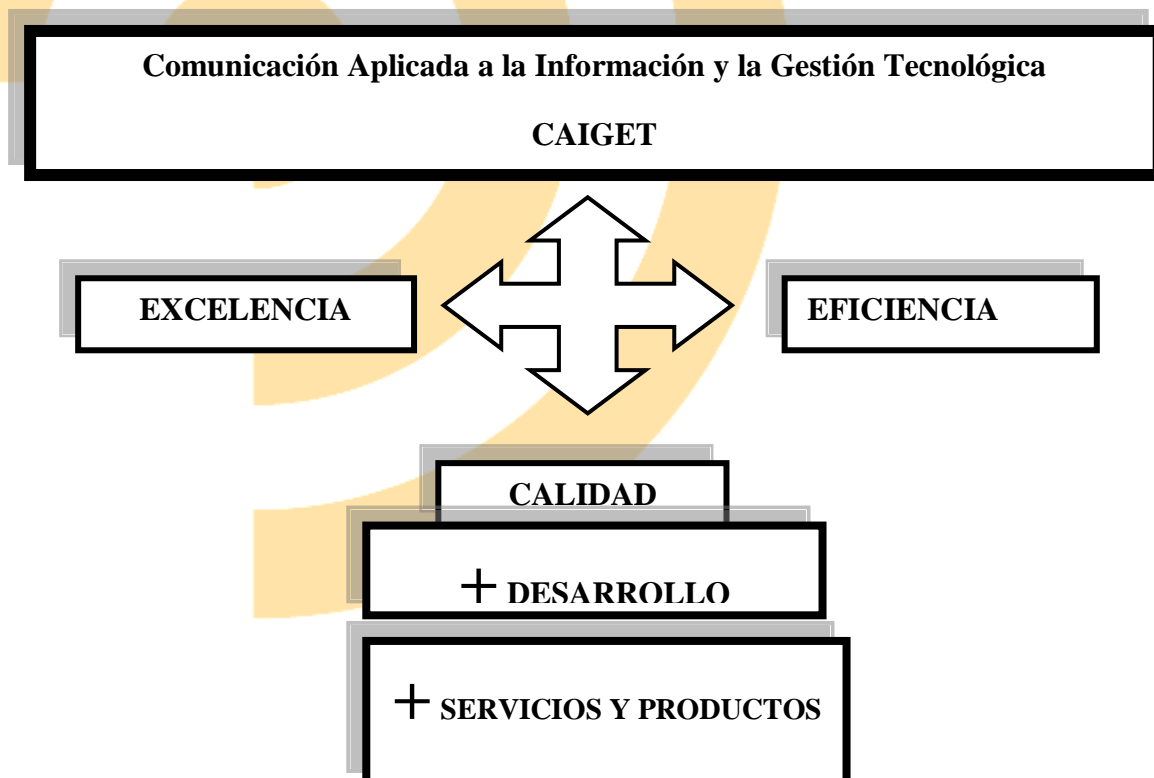 Comunicación Aplicada a la Información y la Gestión Tecnológica
CAIGET
EXCELENCIA
EFICIENCIA
CALIDAD
+ DESARROLLO
+ SERVICIOS Y PRODUCTOS